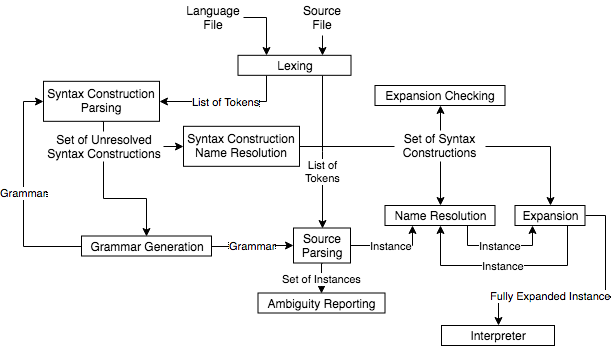 Language
File
Source
File
Lexing
Syntax Construction
Parsing
List of Tokens
Expansion Checking
Set of Unresolved
Syntax Constructions
Syntax Construction
Name Resolution
Set of Syntax
Constructions
List of
Tokens
Grammar
Grammar Generation
Grammar
Source
Parsing
Instance
Name Resolution
Instance
Expansion
Instance
Set of Instances
Ambiguity Reporting
Fully Expanded Instance
Interpreter